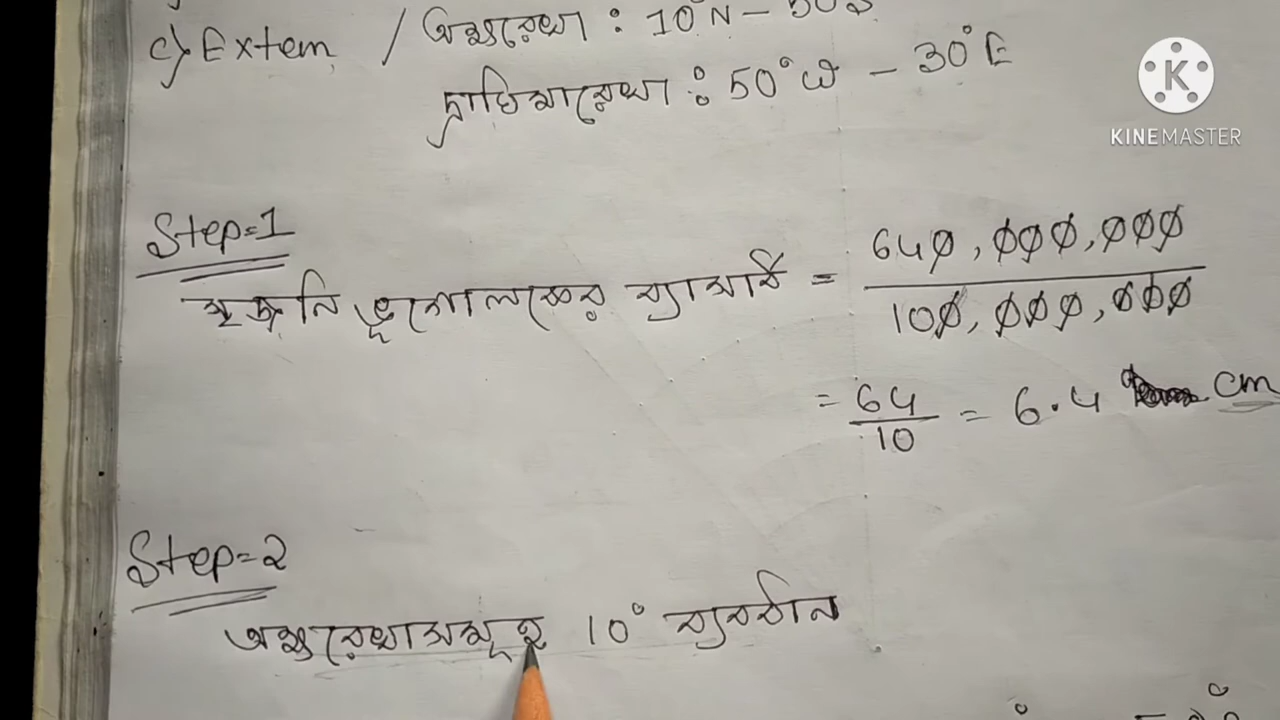 c) Extem / অক্ষরেখা : 10°N – 50°S
দ্রাঘিমারেখা : 50°W – 30°E
KINEMASTER
Step=1
সৃজনি ভূগোলকের ব্যাসার্ধ = 640,000,000
100,000,000
= 64
10 = 6.4 cm
Step=2
অক্ষরেখাসমূহ 10° ব্যবধান